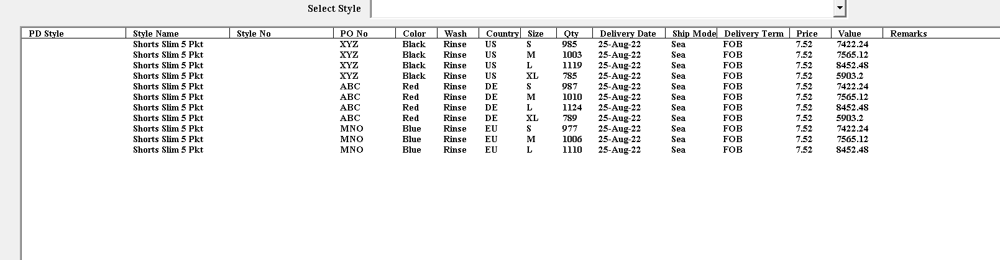 Select Style
PD Style Style Name Style No PO No Color Wash Country Size Qty Delivery Date Ship Mode Delivery Term Price Value Remarks
Shorts Slim 5 Pkt XYZ Black Rinse US S 985 25-Aug-22 Sea FOB 7.52 7422.24
Shorts Slim 5 Pkt XYZ Black Rinse US M 1003 25-Aug-22 Sea FOB 7.52 7565.12
Shorts Slim 5 Pkt XYZ Black Rinse US L 1119 25-Aug-22 Sea FOB 7.52 8452.48
Shorts Slim 5 Pkt XYZ Black Rinse US XL 785 25-Aug-22 Sea FOB 7.52 5903.2
Shorts Slim 5 Pkt ABC Red Rinse DE S 987 25-Aug-22 Sea FOB 7.52 7422.24
Shorts Slim 5 Pkt ABC Red Rinse DE M 1010 25-Aug-22 Sea FOB 7.52 7565.12
Shorts Slim 5 Pkt ABC Red Rinse DE L 1124 25-Aug-22 Sea FOB 7.52 8452.48
Shorts Slim 5 Pkt ABC Red Rinse DE XL 789 25-Aug-22 Sea FOB 7.52 5903.2
Shorts Slim 5 Pkt MNO Blue Rinse EU S 977 25-Aug-22 Sea FOB 7.52 7422.24
Shorts Slim 5 Pkt MNO Blue Rinse EU M 1006 25-Aug-22 Sea FOB 7.52 7565.12
Shorts Slim 5 Pkt MNO Blue Rinse EU L 1110 25-Aug-22 Sea FOB 7.52 8452.48